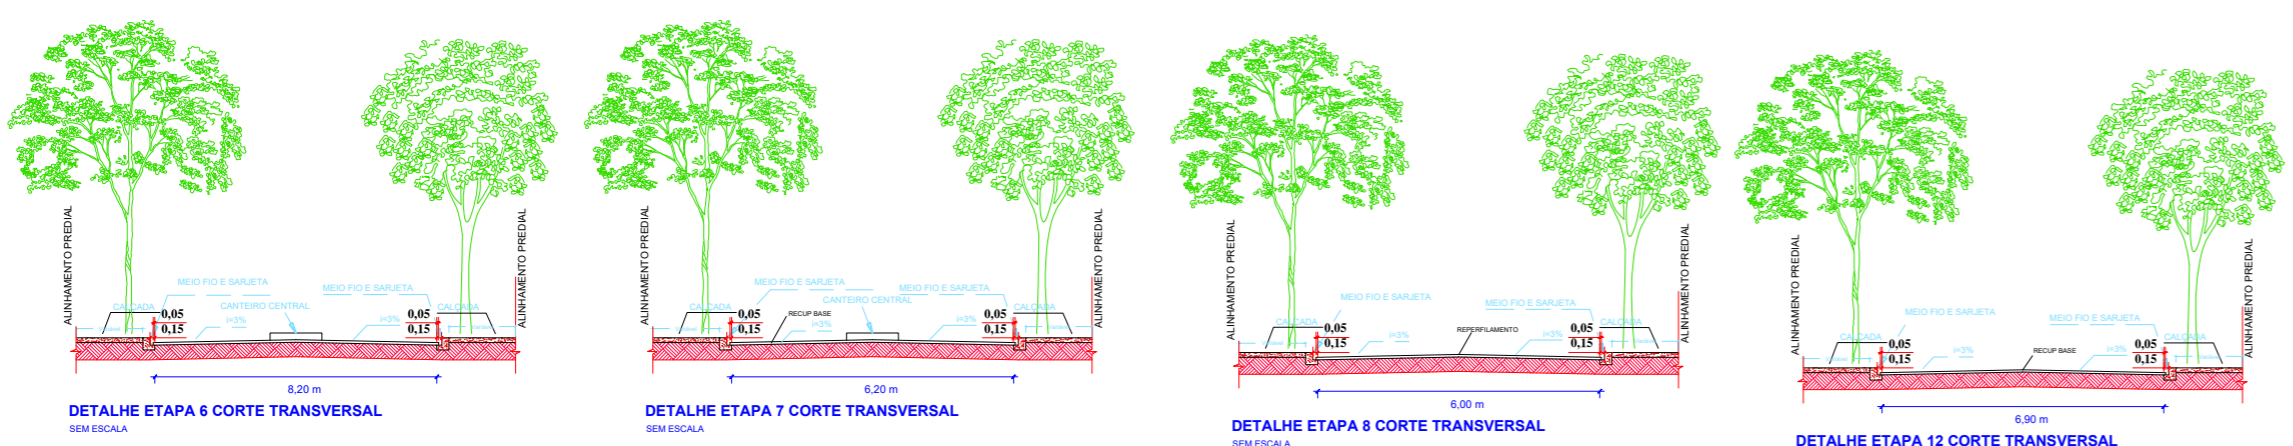 ALINHAMENTO PREDIAL
MEIO FIO E SARJETA
MEIO FIO E SARJETA
CALÇADA
CANTEIRO CENTRAL
CALÇADA
0,05
0,15
i=3%
i=3%
0,05
0,15
ALINHAMENTO PREDIAL
8,20 m
DETALHE ETAPA 6 CORTE TRANSVERSAL
SEM ESCALA
ALINHAMENTO PREDIAL
MEIO FIO E SARJETA
MEIO FIO E SARJETA
CALÇADA
CANTEIRO CENTRAL
CALÇADA
0,05
0,15
RECUP BASE
i=3%
i=3%
0,05
0,15
ALINHAMENTO PREDIAL
6,20 m
DETALHE ETAPA 7 CORTE TRANSVERSAL
SEM ESCALA
ALINHAMENTO PREDIAL
MEIO FIO E SARJETA
MEIO FIO E SARJETA
CALÇADA
CALÇADA
0,05
0,15
i=3%
REPERFILAMENTO
i=3%
0,05
0,15
ALINHAMENTO PREDIAL
6,00 m
DETALHE ETAPA 8 CORTE TRANSVERSAL
SEM ESCALA
ALINHAMENTO PREDIAL
MEIO FIO E SARJETA
MEIO FIO E SARJETA
CALÇADA
CALÇADA
0,05
0,15
i=3%
RECUP BASE
i=3%
0,05
0,15
ALINHAMENTO PREDIAL
6,90 m
DETALHE ETAPA 12 CORTE TRANSVERSAL